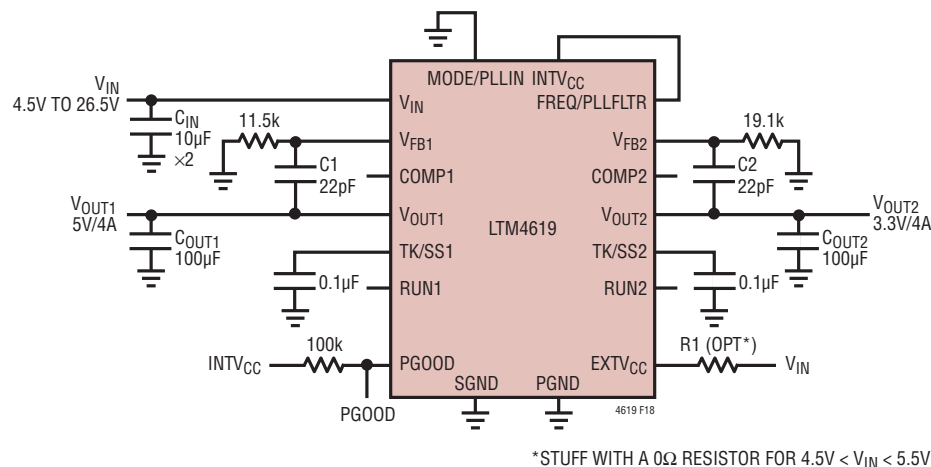 MODE/PLLIN INTVCC
VIN
4.5V TO 26.5V
VIN
FREQ/PLLFLTR
CIN
10µF
×2
11.5k
VFB1
VFB2
19.1k
C1
22pF
COMP1
COMP2
C2
22pF
VOUT1
5V/4A
VOUT1
LTM4619
VOUT2
VOUT2
3.3V/4A
COUT1
100µF
TK/SS1
TK/SS2
COUT2
100µF
0.1µF
RUN1
RUN2
0.1µF
INTVCC
100k
PGOOD
EXTVCC
R1 (OPT*)
VIN
PGOOD
SGND
PGND
4619 F18
*STUFF WITH A 0Ω RESISTOR FOR 4.5V < VIN < 5.5V